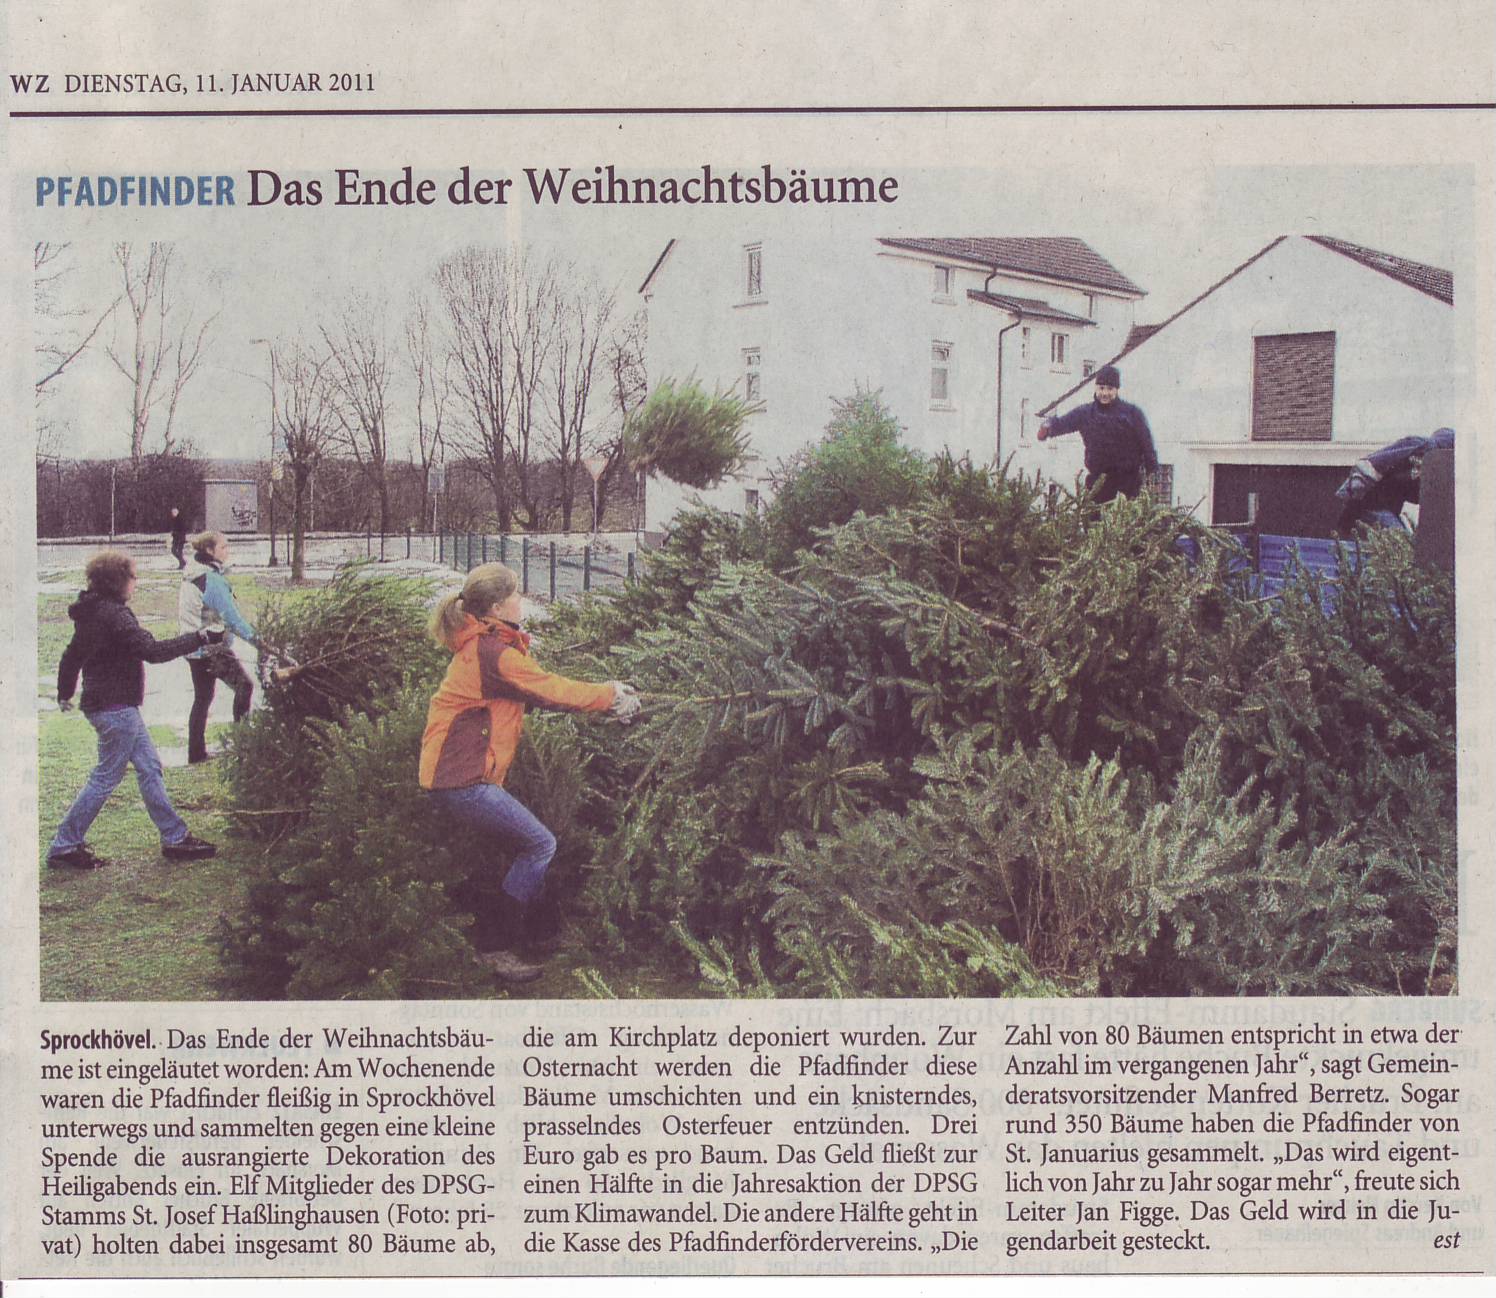 WZ DIENSTAG, 11. JANUAR 2011
PFADFINDER Das Ende der Weihnachtsbäume
Sprockhövel. Das Ende der Weihnachtsbäu-
me ist eingeläutet worden: Am Wochenende
waren die Pfadfinder fleißig in Sprockhövel
unterwegs und sammelten gegen eine kleine
Spende die ausrangierte Dekoration des
Heiligabends ein. Elf Mitglieder des DPSG-
Stamms St. Josef Haßlinghausen (Foto: pri-
vat) holten dabei insgesamt 80 Bäume ab,
die am Kirchplatz deponiert wurden. Zur
Osternacht werden die Pfadfinder diese
Bäume umschichten und ein knisterndes,
prasselndes Osterfeuer entzünden. Drei
Euro gab es pro Baum. Das Geld fließt zur
einen Hälfte in die Jahresaktion der DPSG
zum Klimawandel. Die andere Hälfte geht in
die Kasse des Pfadfinderfördervereins. „Die
Zahl von 80 Bäumen entspricht in etwa der
Anzahl im vergangenen Jahr“, sagt Gemein-
deratsvorsitzender Manfred Berretz. Sogar
rund 350 Bäume haben die Pfadfinder von
St. Januarius gesammelt. „Das wird eigent-
lich von Jahr zu Jahr sogar mehr“, freute sich
Leiter Jan Figge. Das Geld wird in die Ju-
gendarbeit gesteckt. est